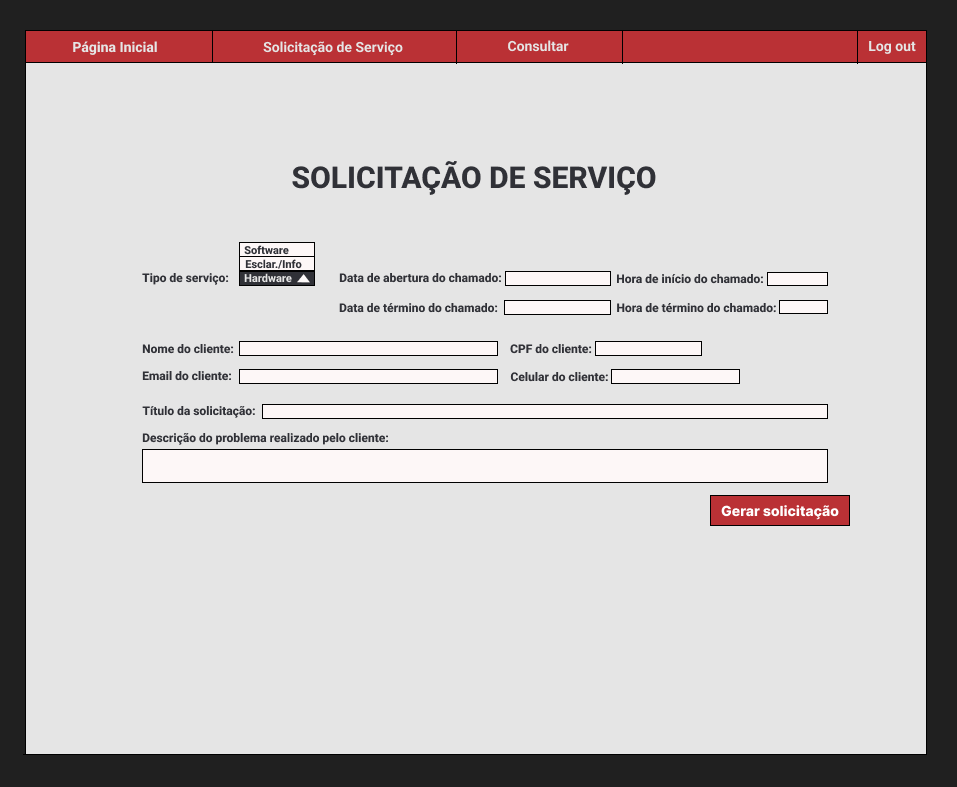 Página Inicial Solicitação de Serviço Consultar Log out
SOLICITAÇÃO DE SERVIÇO
Software
Esclar./Info
Tipo de serviço: Hardware Data de abertura do chamado: Hora de início do chamado:
Data de término do chamado: Hora de término do chamado:
Nome do cliente: CPF do cliente:
Email do cliente: Celular do cliente:
Título da solicitação:
Descrição do problema realizado pelo cliente:
Gerar solicitação